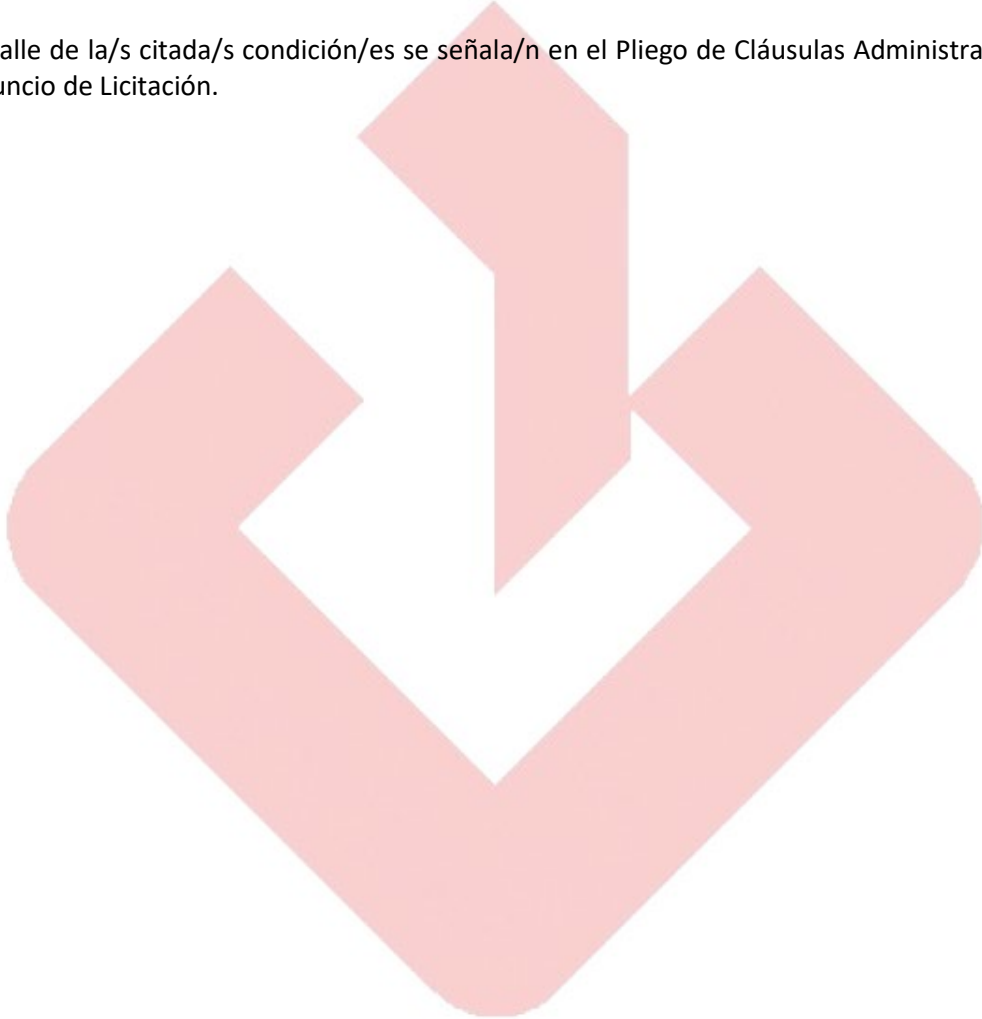 alle de la/s citada/s condición/es se señala/n en el Pliego de Cláusulas Administra
uncio de Licitación.